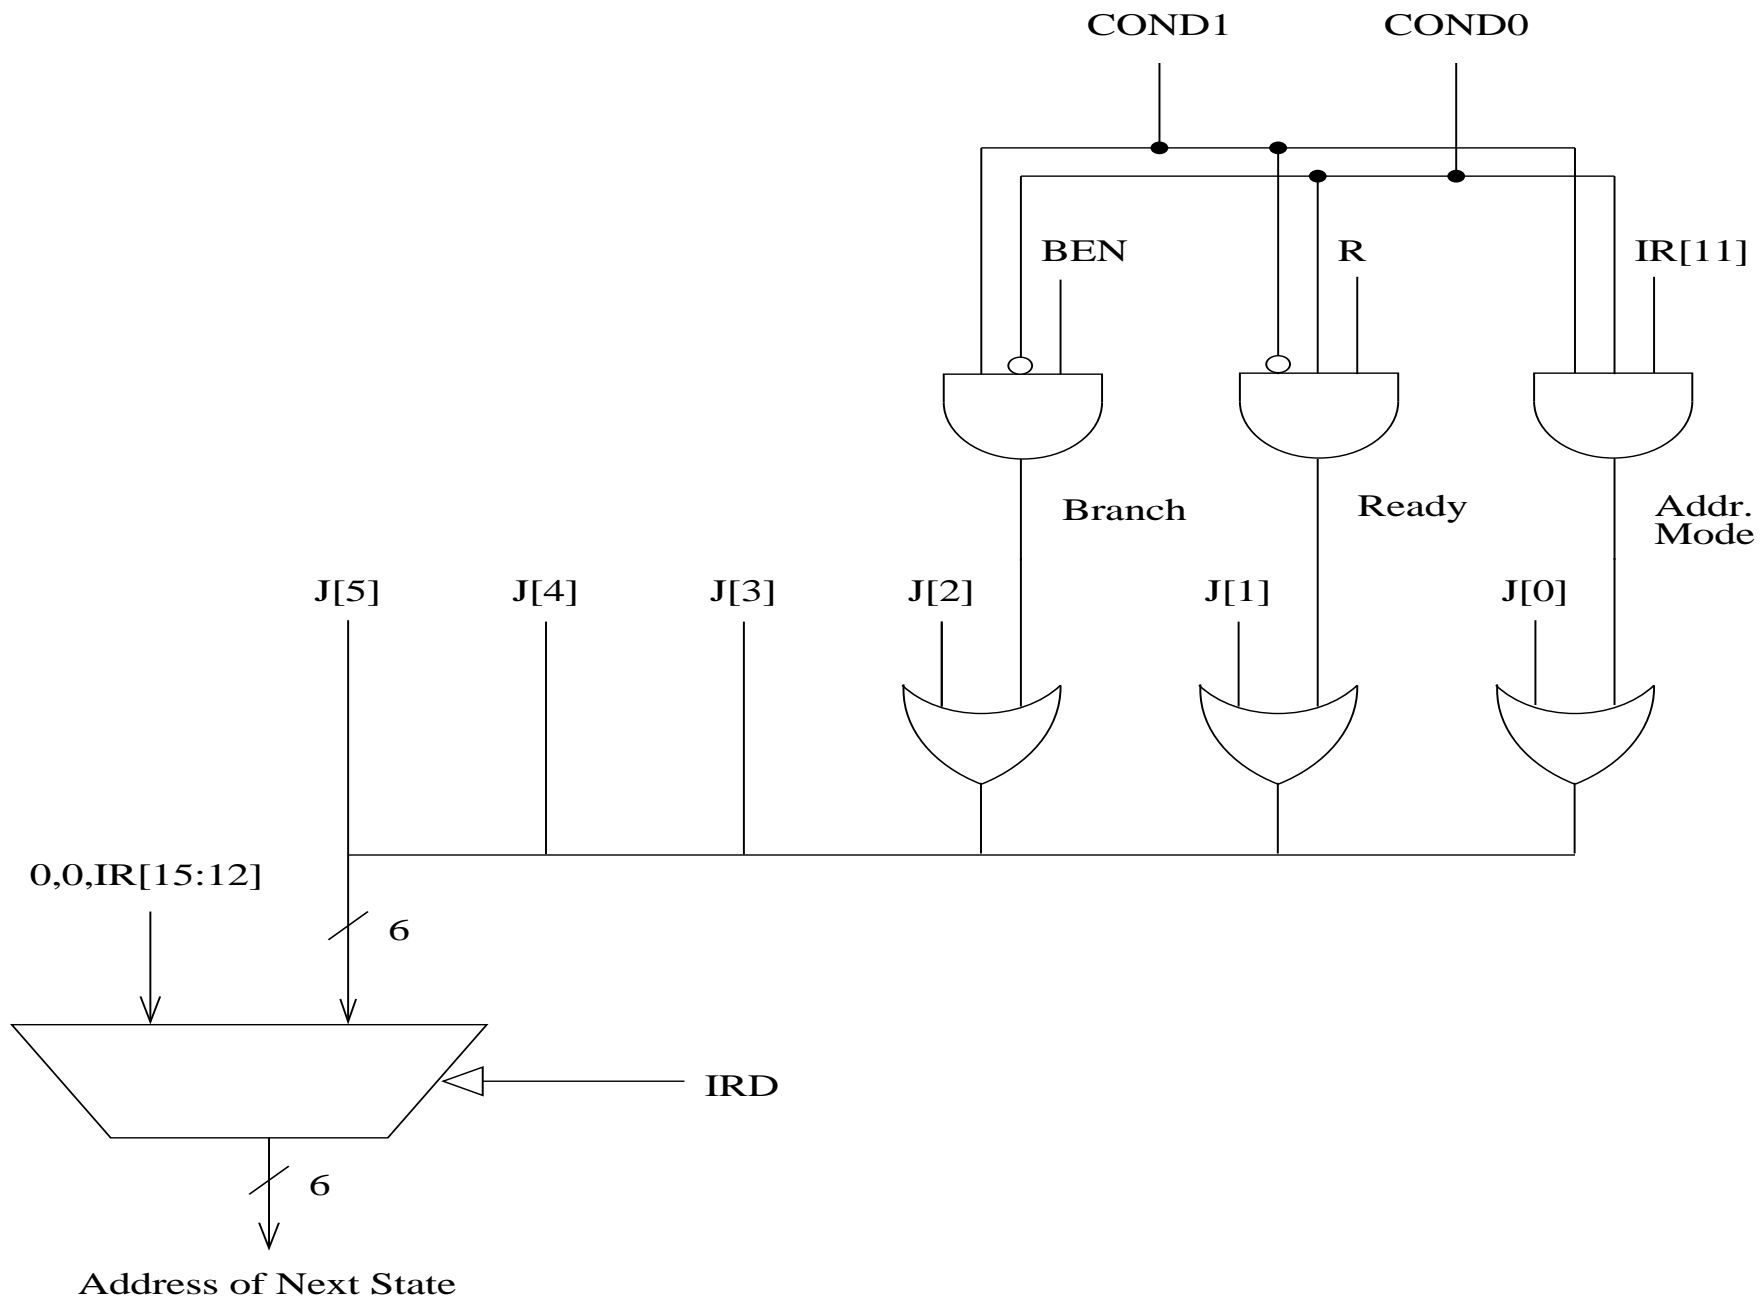 COND1
COND0
BEN
R
IR[11]
Branch
Ready
Addr.
Mode
J[5]
J[4]
J[3]
J[2]
J[1]
J[0]
0,0,IR[15:12]
6
IRD
6
Address of Next State